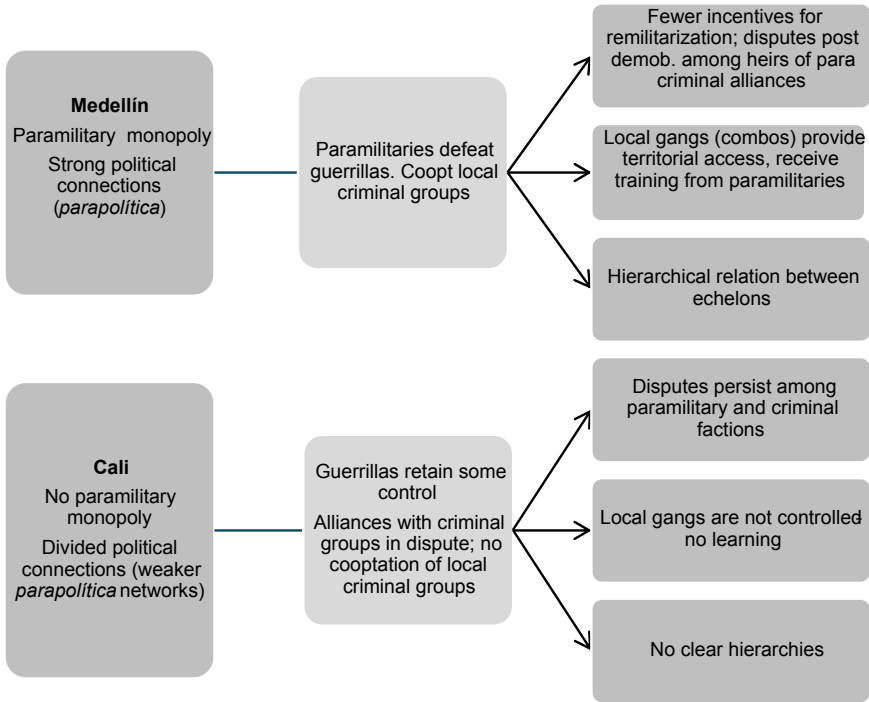 Medellín
Paramilitary monopoly
Strong political
connections
(parapolítica)
Paramilitaries defeat
guerrillas. Coopt local
criminal groups
Fewer incentives for
remilitarization; disputes post
demob. among heirs of para
criminal alliances
Local gangs (combos) provide
territorial access, receive
training from paramilitaries
Hierarchical relation between
echelons
Cali
No paramilitary
monopoly
Divided political
connections (weaker
parapolítica networks)
Guerrillas retain some
control
Alliances with criminal
groups in dispute; no
cooptation of local
criminal groups
Disputes persist among
paramilitary and criminal
factions
Local gangs are not controlled-
no learning
No clear hierarchies